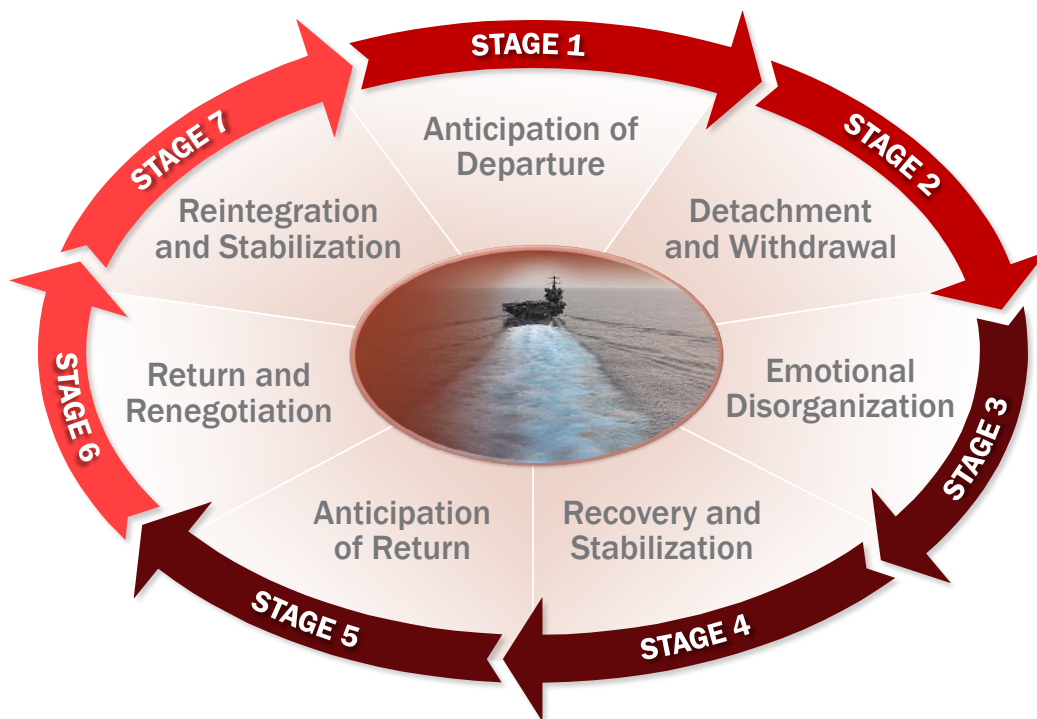 STAGE 1
Anticipation of
Departure
STAGE 2
Detachment
and Withdrawal
STAGE 3
Emotional
Disorganization
STAGE 4
Recovery and
Stabilization
STAGE 5
Anticipation
of Return
STAGE 6
Return and
Renegotiation
STAGE 7
Reintegration
and Stabilization